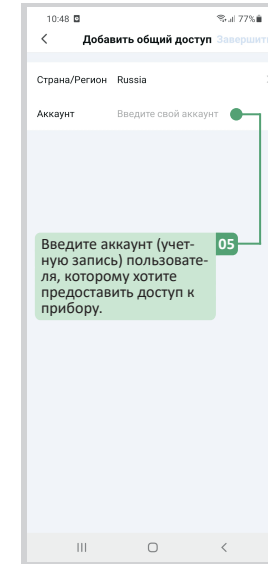 10:48 77%
Добавить общий доступ Завершить
Страна/Регион Russia
Аккаунт Введите свой аккаунт
05
Введите аккаунт (учет-
ную запись) пользовате-
ля, которому хотите
предоставить доступ к
прибору.